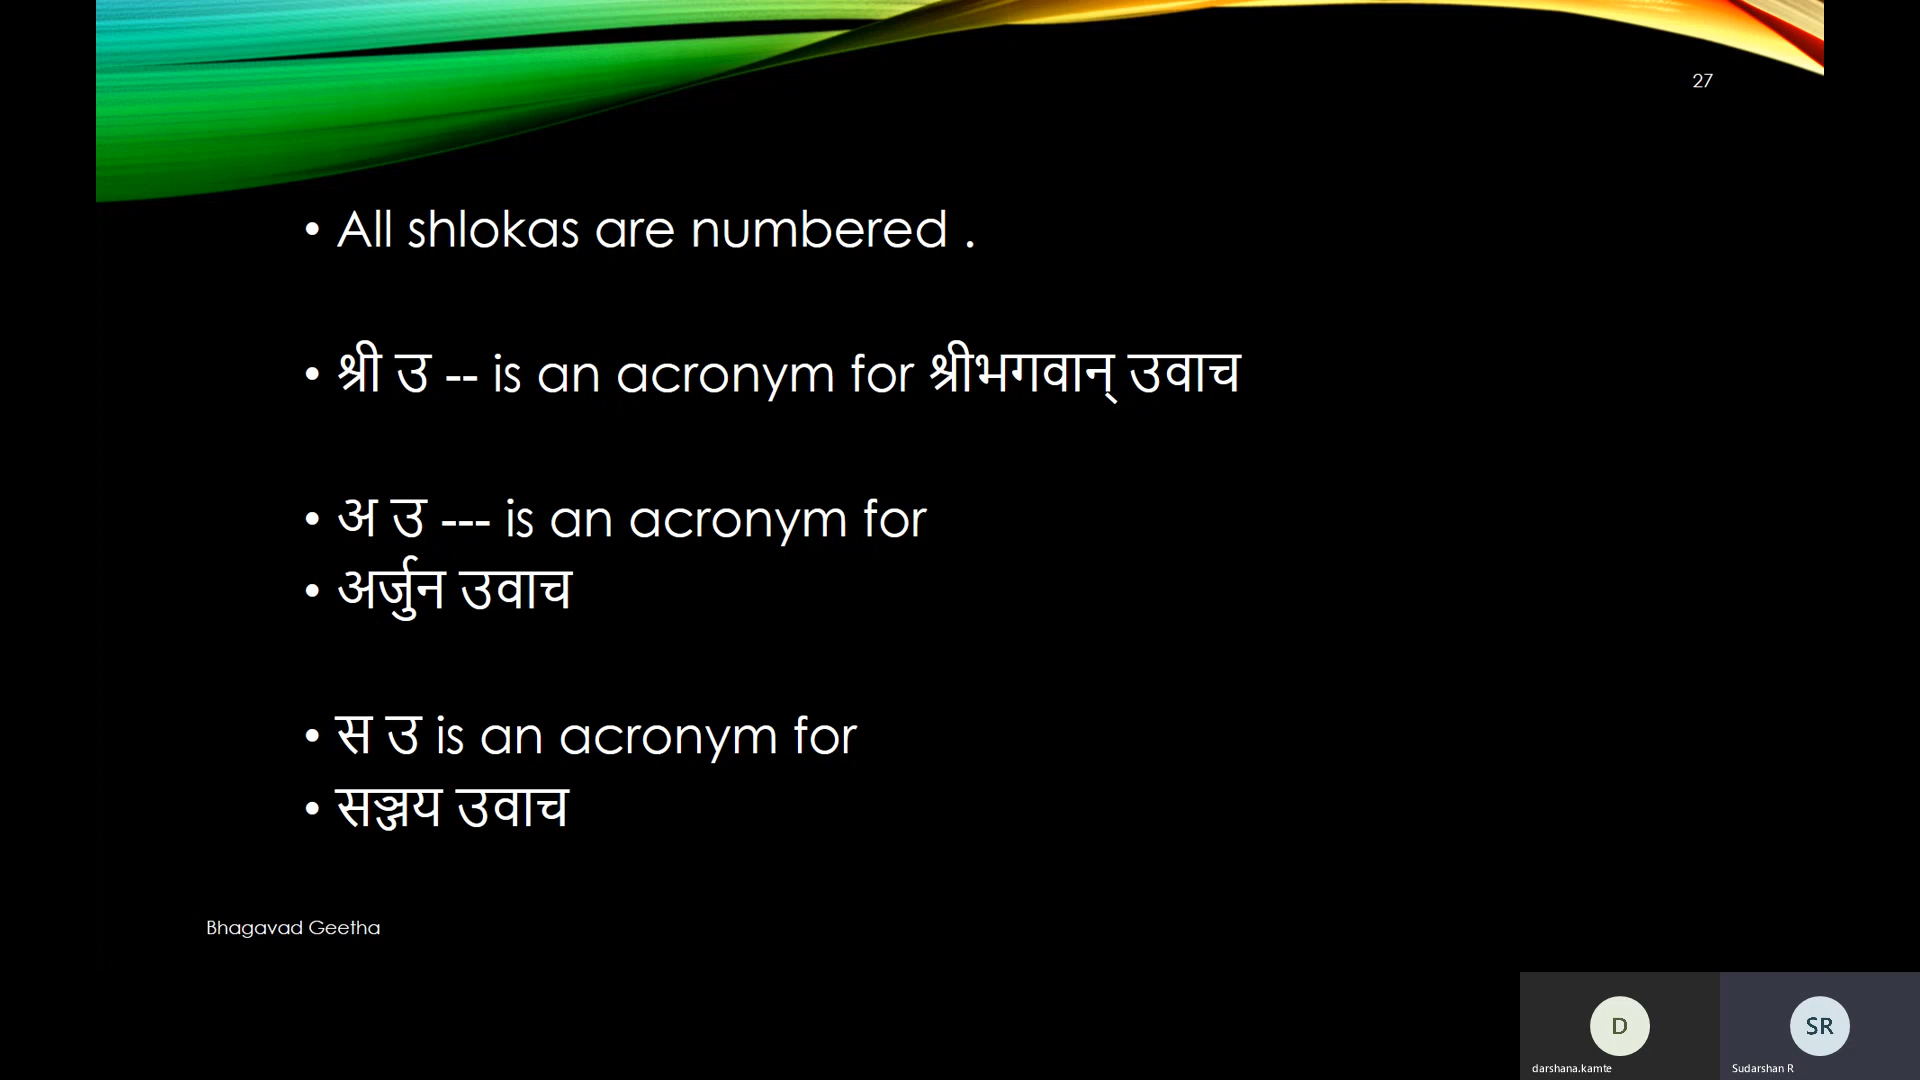 27
• All shlokas are numbered .
• श्री उ -- is an acronym for श्रीभगवान् उवाच
• अ उ --- is an acronym for
• अर्जुन उवाच
• स उ is an acronym for
• सञ्जय उवाच
Bhagavad Geetha
D
SR
darshana.kamte
Sudarshan R